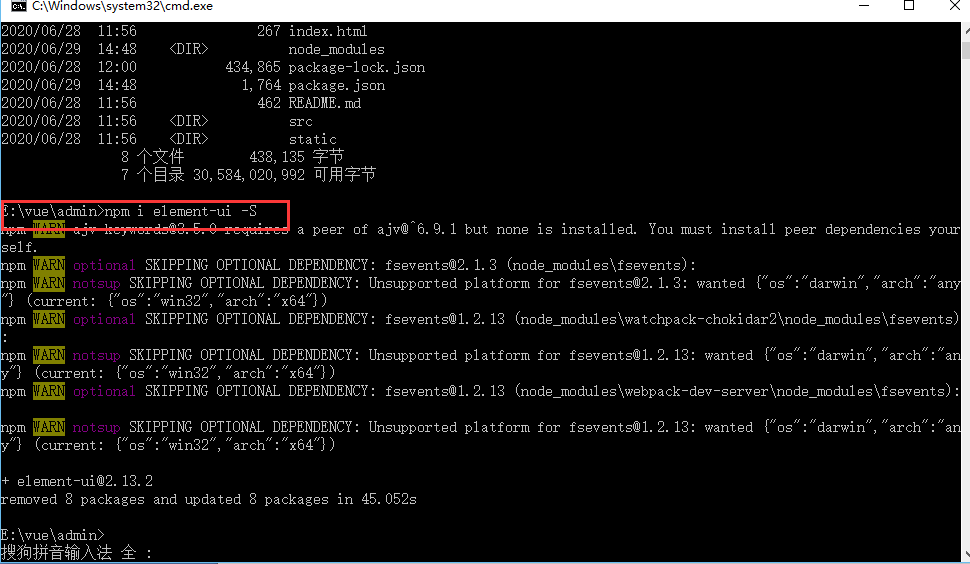 C:\Windows\system32\cmd.exe
2020/06/28  11:56               267 index.html
2020/06/29  14:48    <DIR>          node_modules
2020/06/28  12:00           434,865 package-lock.json
2020/06/29  14:48             1,764 package.json
2020/06/28  11:56               462 README.md
2020/06/28  11:56    <DIR>          src
2020/06/28  11:56    <DIR>          static
               8 个文件        438,135 字节
               7 个目录 30,584,020,992 可用字节
E:\vue\admin>npm i element-ui -S
npm WARN ajv-keywords@3.5.0 requires a peer of ajv@^6.9.1 but none is installed. You must install peer dependencies your
self.
npm WARN optional SKIPPING OPTIONAL DEPENDENCY: fsevents@2.1.3 (node_modules\fsevents):
npm WARN notsup SKIPPING OPTIONAL DEPENDENCY: Unsupported platform for fsevents@2.1.3: wanted {"os":"darwin","arch":"any
"} (current: {"os":"win32","arch":"x64"})
npm WARN optional SKIPPING OPTIONAL DEPENDENCY: fsevents@1.2.13 (node_modules\watchpack-chokidar2\node_modules\fsevents)
:
npm WARN notsup SKIPPING OPTIONAL DEPENDENCY: Unsupported platform for fsevents@1.2.13: wanted {"os":"darwin","arch":"an
y"} (current: {"os":"win32","arch":"x64"})
npm WARN optional SKIPPING OPTIONAL DEPENDENCY: fsevents@1.2.13 (node_modules\webpack-dev-server\node_modules\fsevents):
npm WARN notsup SKIPPING OPTIONAL DEPENDENCY: Unsupported platform for fsevents@1.2.13: wanted {"os":"darwin","arch":"an
y"} (current: {"os":"win32","arch":"x64"})
+ element-ui@2.13.2
removed 8 packages and updated 8 packages in 45.052s
E:\vue\admin>
搜狗拼音输入法 全 :